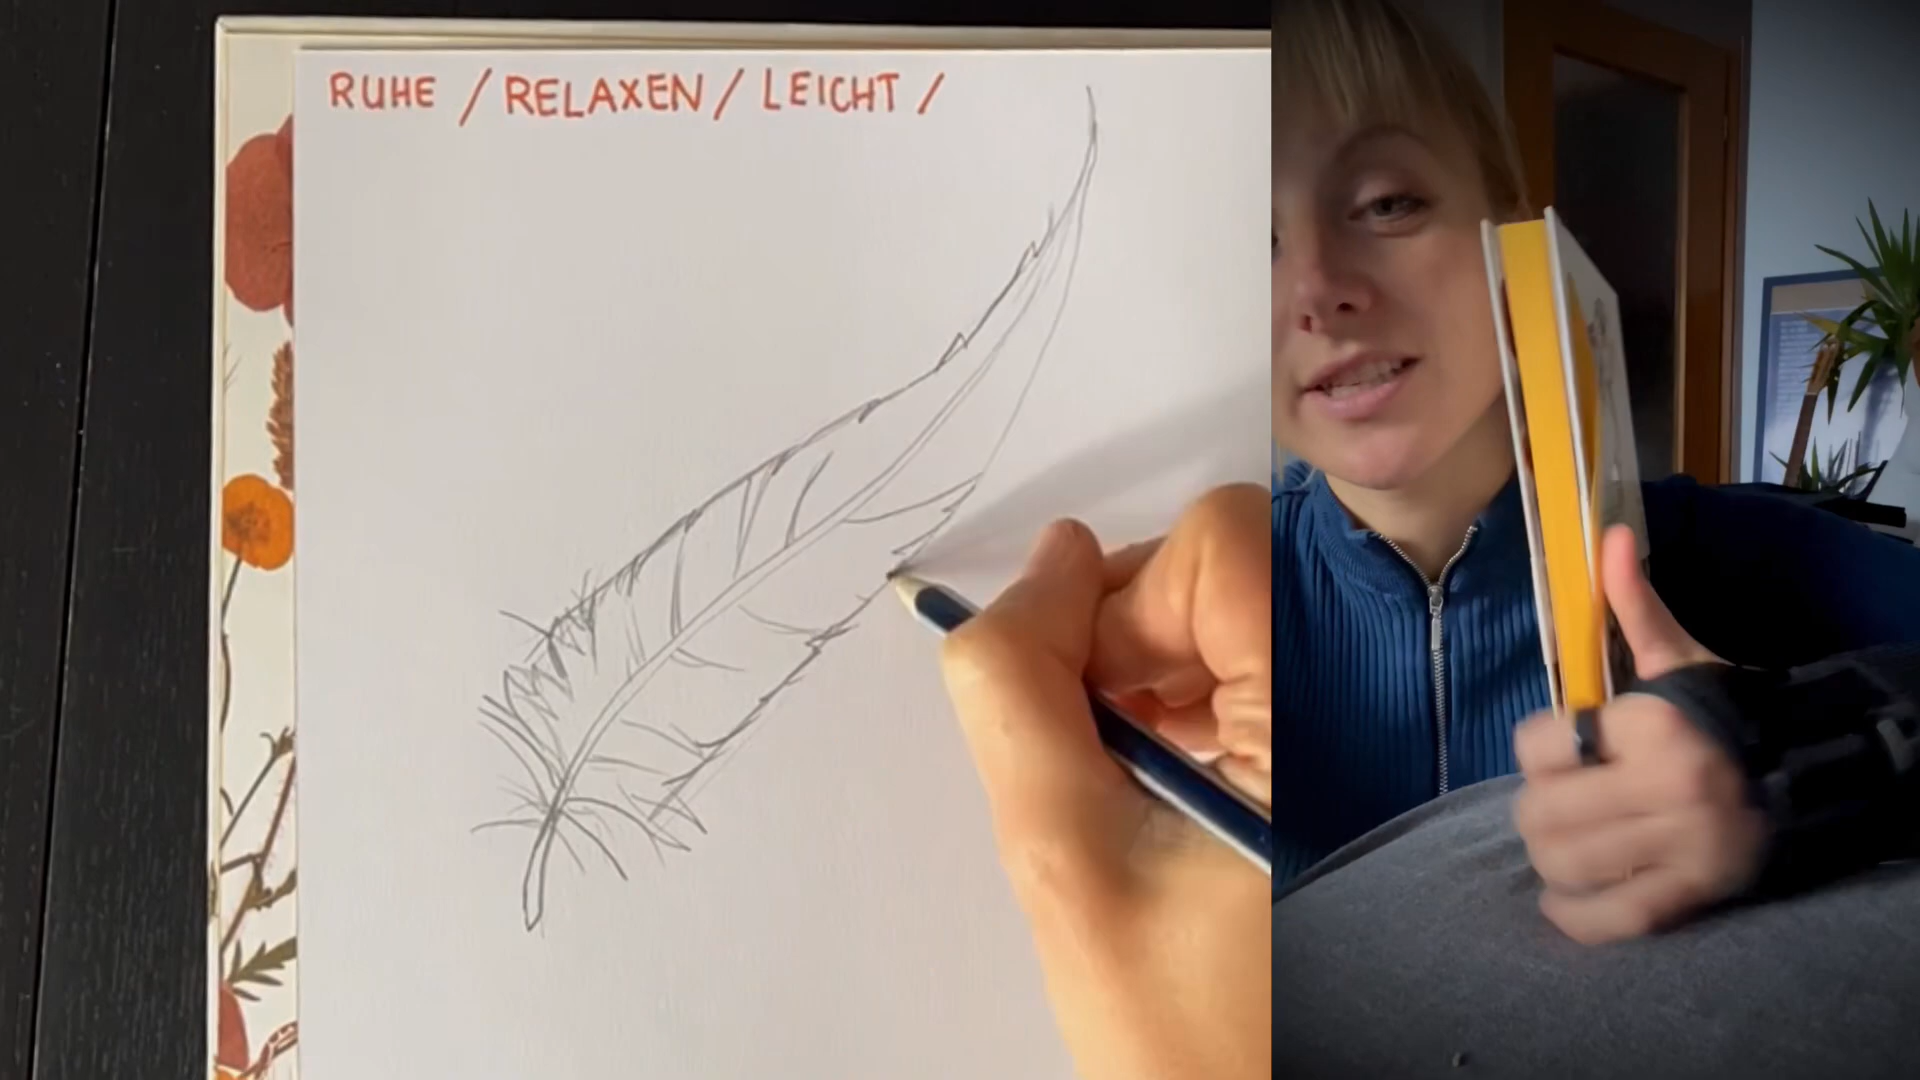 RUHE / RELAXEN / LEICHT /